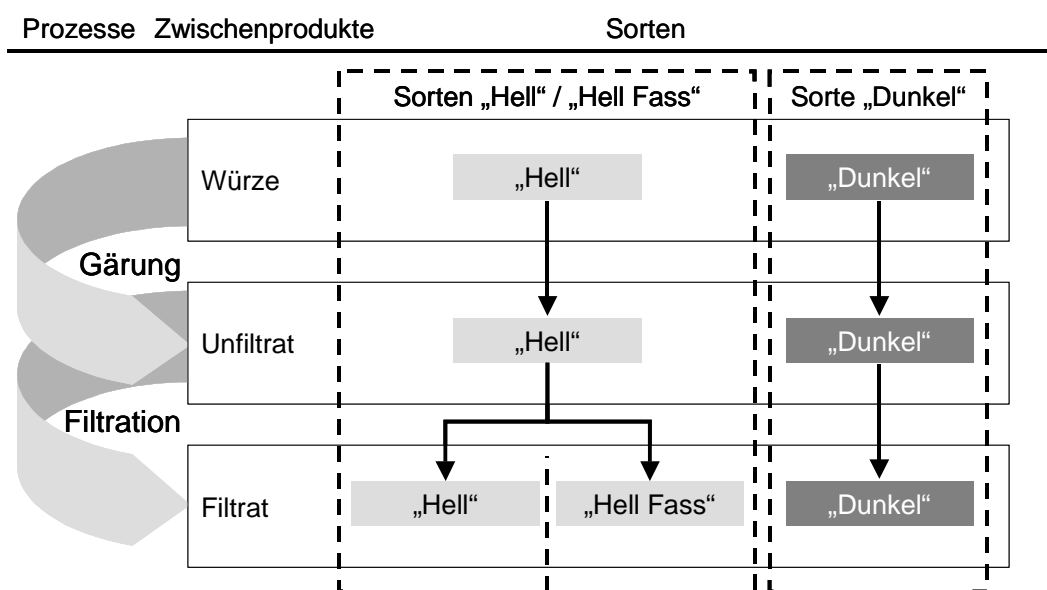 Prozesse Zwischenprodukte Sorten
Sorten „Hell“ / „Hell Fass“ Sorte „Dunkel“
Würze „Hell“ „Dunkel“
Gärung
Unfiltrat „Hell“ „Dunkel“
Filtration
Filtrat „Hell“ „Hell Fass“ „Dunkel“